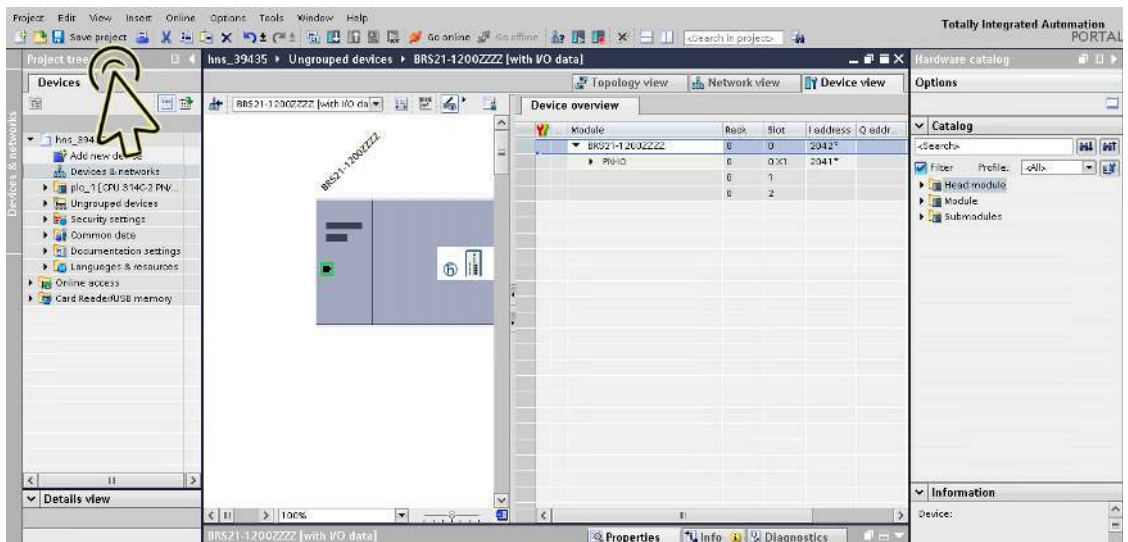 Project Edit View Insert Online Options Tools Window Help
Totally Integrated Automation
PORTAL
Save project
Go online
Go offline
<Search in project>
Project tree
hns_39435 ▸ Ungrouped devices ▸ BRS21-1200ZZZZ [with I/O data]
Hardware catalog
Devices
Topology view
Network view
Device view
Options
BRS21-1200ZZZZ [with I/O da
Device overview
Devices & networks
Catalog
Module Rack Slot I address Q addr...
BRS21-1200ZZZZ 0 0 2042*
PN-IO 0 0 X1 2041*
0 1
0 2
<Search>
Filter Profile: <All>
Head module
Module
Submodules
Add new
Devices & networks
plc_1 [CPU 314C-2 PN/...
Ungrouped devices
Security settings
Common data
Documentation settings
Languages & resources
Online access
Card Reader/USB memory
BRS21-1200ZZZZ
Details view
100%
Information
Device:
BRS21-1200ZZZZ [with I/O data]
Properties
Info
Diagnostics